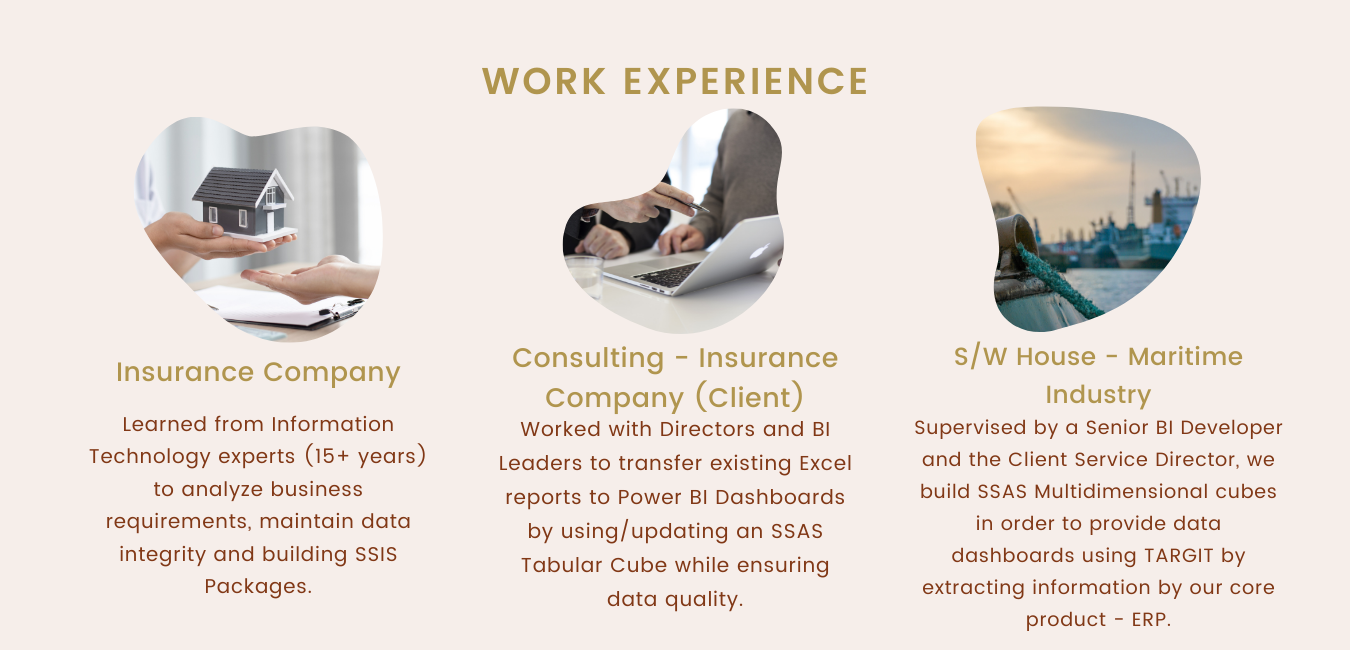 WORK EXPERIENCE
Insurance Company
Learned from Information
Technology experts (15+ years)
to analyze business
requirements, maintain data
integrity and building SSIS
Packages.
Consulting - Insurance
Company (Client)
Worked with Directors and BI
Leaders to transfer existing Excel
reports to Power BI Dashboards
by using/updating an SSAS
Tabular Cube while ensuring
data quality.
S/W House - Maritime
Industry
Supervised by a Senior BI Developer
and the Client Service Director, we
build SSAS Multidimensional cubes
in order to provide data
dashboards using TARGIT by
extracting information by our core
product - ERP.